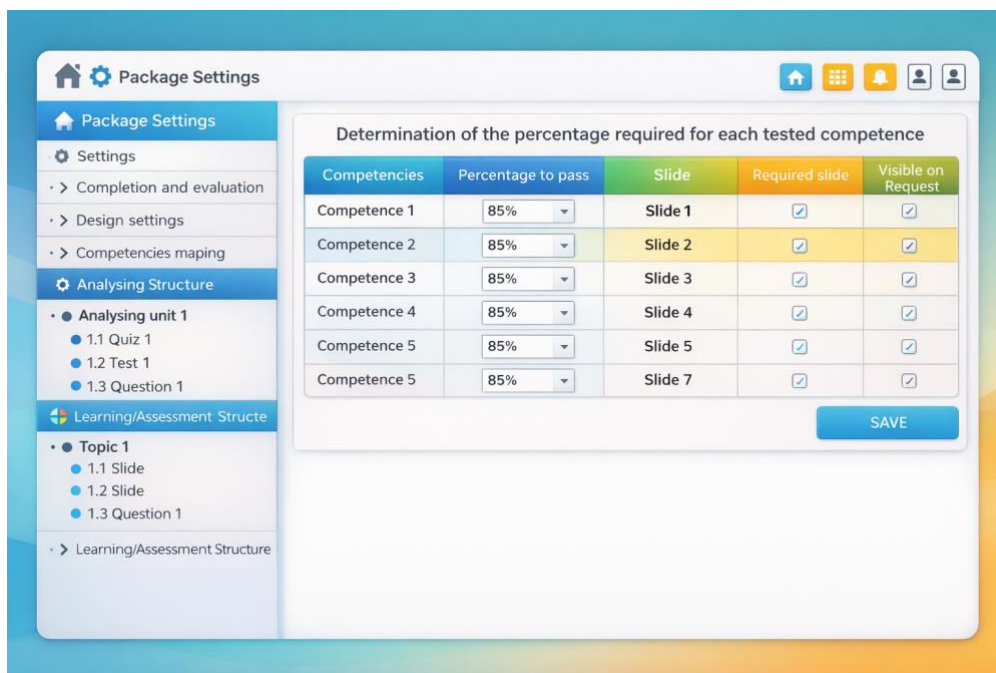 Package Settings
Package Settings
Settings
Completion and evaluation
Design settings
Competencies maping
Analysing Structure
Analysing unit 1
1.1 Quiz 1
1.2 Test 1
1.3 Question 1
Learning/Assessment Structe
Topic 1
1.1 Slide
1.2 Slide
1.3 Question 1
Learning/Assessment Structure
Determination of the percentage required for each tested competence
Competencies Percentage to pass Slide Required slide Visible on Request
Competence 1 85% Slide 1
Competence 2 85% Slide 2
Competence 3 85% Slide 3
Competence 4 85% Slide 4
Competence 5 85% Slide 5
Competence 5 85% Slide 7
SAVE